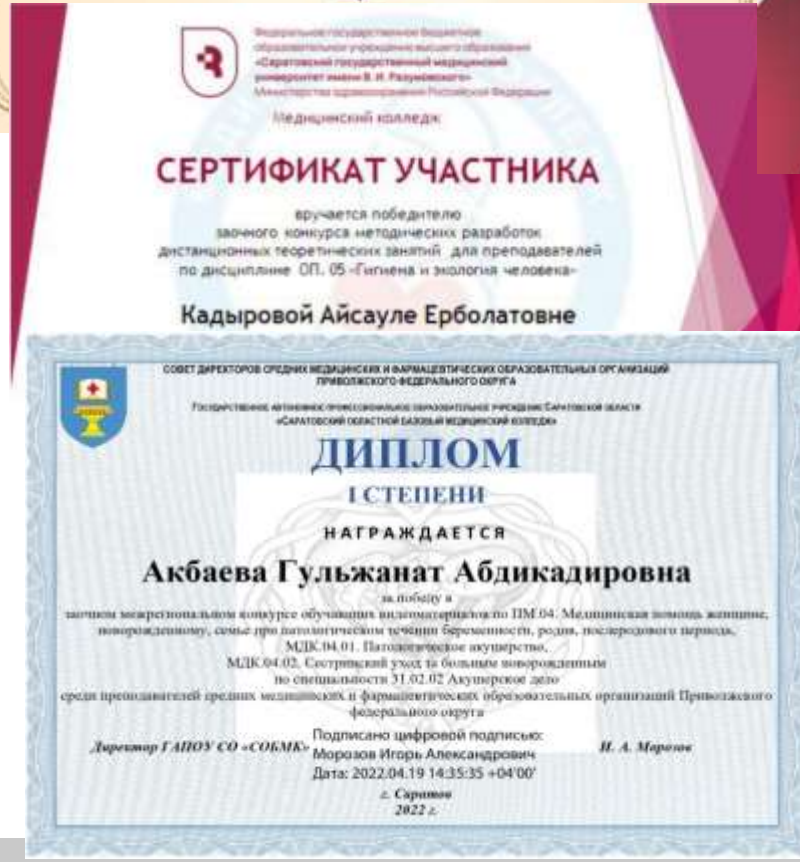 Федеральное государственное бюджетное
образовательное учреждение высшего образования
«Саратовский государственный медицинский
университет имени В. И. Разумовского»
Министерства здравоохранения Российской Федерации
Медицинский колледж
СЕРТИФИКАТ УЧАСТНИКА
вручается победителю
заочного конкурса методических разработок
дистанционных теоретических занятий для преподавателей
по дисциплине ОП. 05 «Гигиена и экология человека»
Кадыровой Айсауле Ерболатовне
СОВЕТ ДИРЕКТОРОВ СРЕДНИХ МЕДИЦИНСКИХ И ФАРМАЦЕВТИЧЕСКИХ ОБРАЗОВАТЕЛЬНЫХ ОРГАНИЗАЦИЙ
ПРИВОЛЖСКОГО ФЕДЕРАЛЬНОГО ОКРУГА
Государственное автономное профессиональное образовательное учреждение Саратовской области
«Саратовский областной базовый медицинский колледж»
ДИПЛОМ
I СТЕПЕНИ
НАГРАЖДАЕТСЯ
Акбаева Гульжанат Абдикадировна
за победу в
заочном межрегиональном конкурсе обучающих видеоматериалов по ПМ.04. Медицинская помощь женщине,
новорожденному, семье при патологическом течении беременности, родов, послеродового периода,
МДК.04.01. Патологическое акушерство,
МДК.04.02. Сестринский уход за больным новорожденным
по специальности 31.02.02 Акушерское дело
среди преподавателей средних медицинских и фармацевтических образовательных организаций Приволжского
федерального округа
Директор ГАПОУ СО «СОБМК»
Подписано цифровой подписью:
Морозов Игорь Александрович
Дата: 2022.04.19 14:35:35 +04'00'
И. А. Морозов
г. Саратов
2022 г.